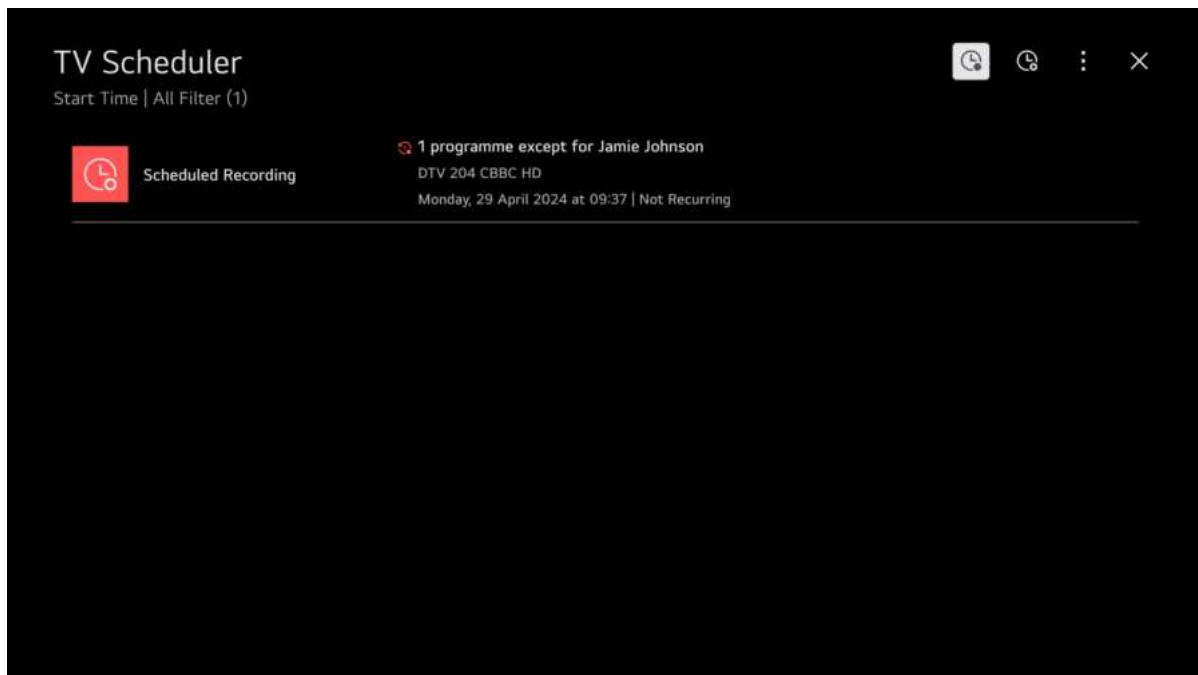 TV Scheduler
Start Time | All Filter (1)
Scheduled Recording
1 programme except for Jamie Johnson
DTV 204 CBBC HD
Monday, 29 April 2024 at 09:37 | Not Recurring